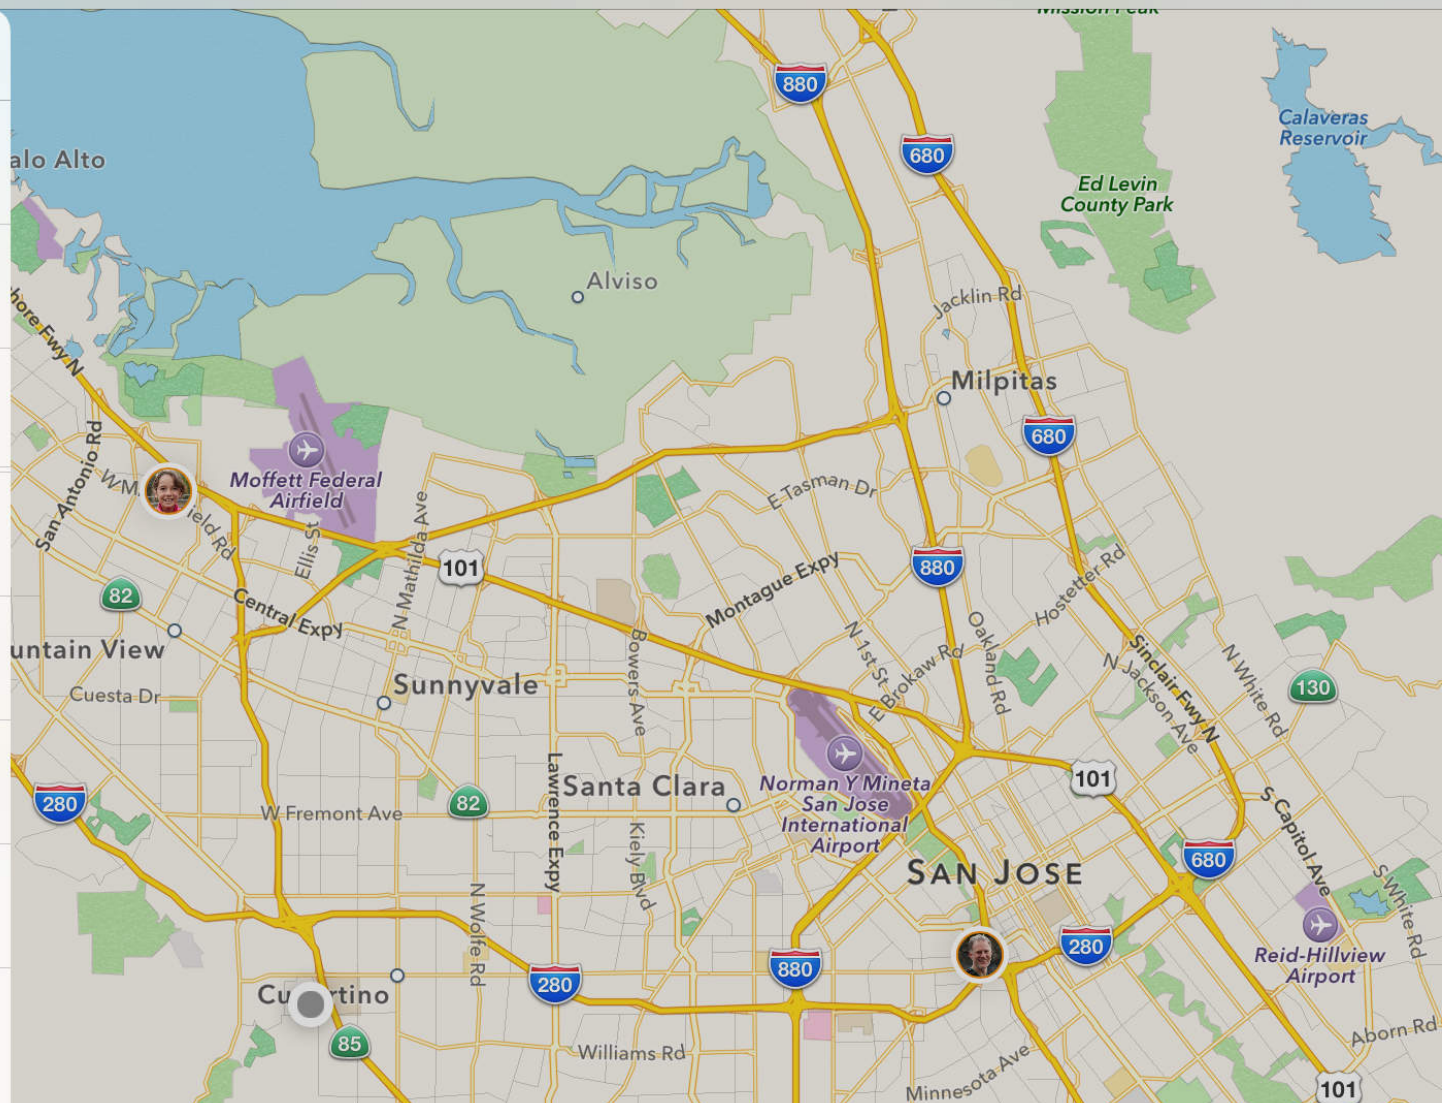 Mission Peak
880
Calaveras
Reservoir
680
alo Alto
Ed Levin
County Park
Alviso
Jacklin Rd
hore Fwy N
Milpitas
680
San Antonio Rd
Moffett Federal
Airfield
W M
ield Rd
E Tasman Dr
Ellis St
N Mathilda Ave
101
880
Montague Expy
Hostetter Rd
82
Central Expy
Oakland Rd
untain View
Bowers Ave
N 1st St
E Brokaw Rd
Sinclair Fwy N
N Jackson Ave
N White Rd
130
Cuesta Dr
Sunnyvale
280
82
Lawrence Expy
Santa Clara
Norman Y Mineta
San Jose
International
Airport
101
W Fremont Ave
Kiely Blvd
S Capitol Ave
680
San Jose
S White Rd
N Wolfe Rd
280
880
280
Reid-Hillview
Airport
Cu rtino
85
Williams Rd
Minnesota Ave
Aborn Rd
101